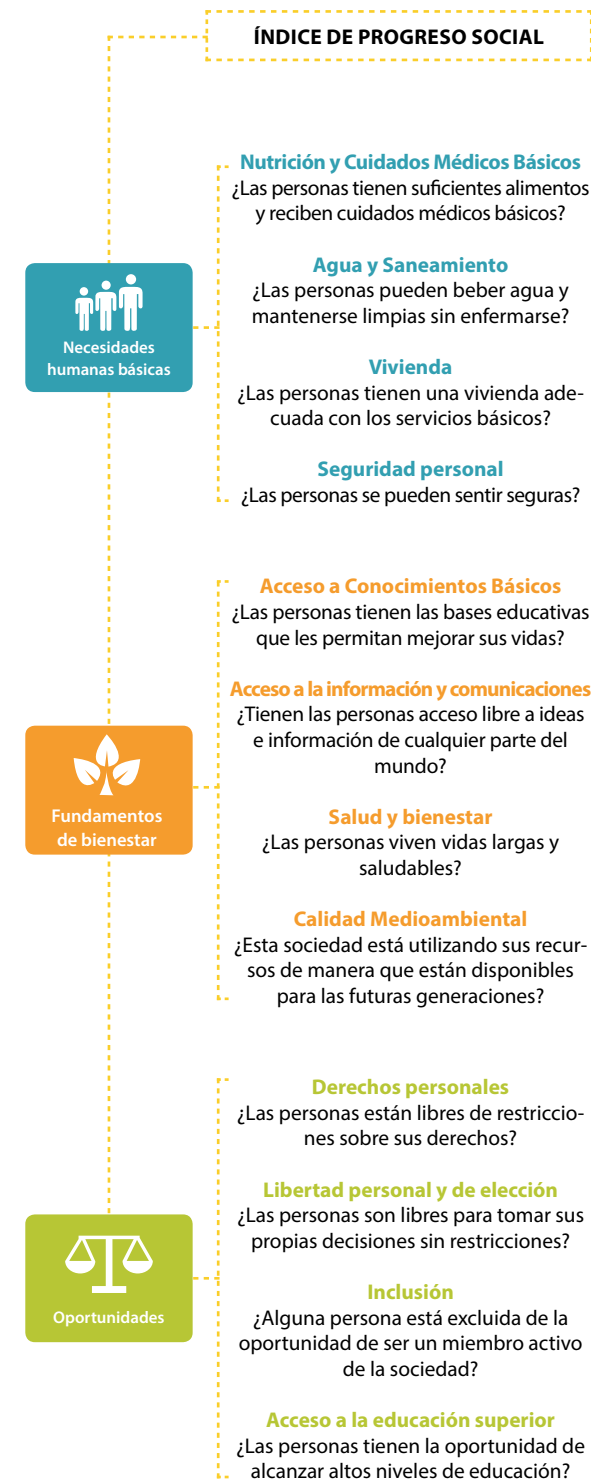 ÍNDICE DE PROGRESO SOCIAL
Necesidades
humanas básicas
Nutrición y Cuidados Médicos Básicos
¿Las personas tienen suficientes alimentos
y reciben cuidados médicos básicos?
Agua y Saneamiento
¿Las personas pueden beber agua y
mantenerse limpias sin enfermarse?
Vivienda
¿Las personas tienen una vivienda ade-
cuada con los servicios básicos?
Seguridad personal
¿Las personas se pueden sentir seguras?
Fundamentos
de bienestar
Acceso a Conocimientos Básicos
¿Las personas tienen las bases educativas
que les permitan mejorar sus vidas?
Acceso a la información y comunicaciones
¿Tienen las personas acceso libre a ideas
e información de cualquier parte del
mundo?
Salud y bienestar
¿Las personas viven vidas largas y
saludables?
Calidad Medioambiental
¿Esta sociedad está utilizando sus recur-
sos de manera que están disponibles
para las futuras generaciones?
Oportunidades
Derechos personales
¿Las personas están libres de restriccio-
nes sobre sus derechos?
Libertad personal y de elección
¿Las personas son libres para tomar sus
propias decisiones sin restricciones?
Inclusión
¿Alguna persona está excluida de la
oportunidad de ser un miembro activo
de la sociedad?
Acceso a la educación superior
¿Las personas tienen la oportunidad de
alcanzar altos niveles de educación?